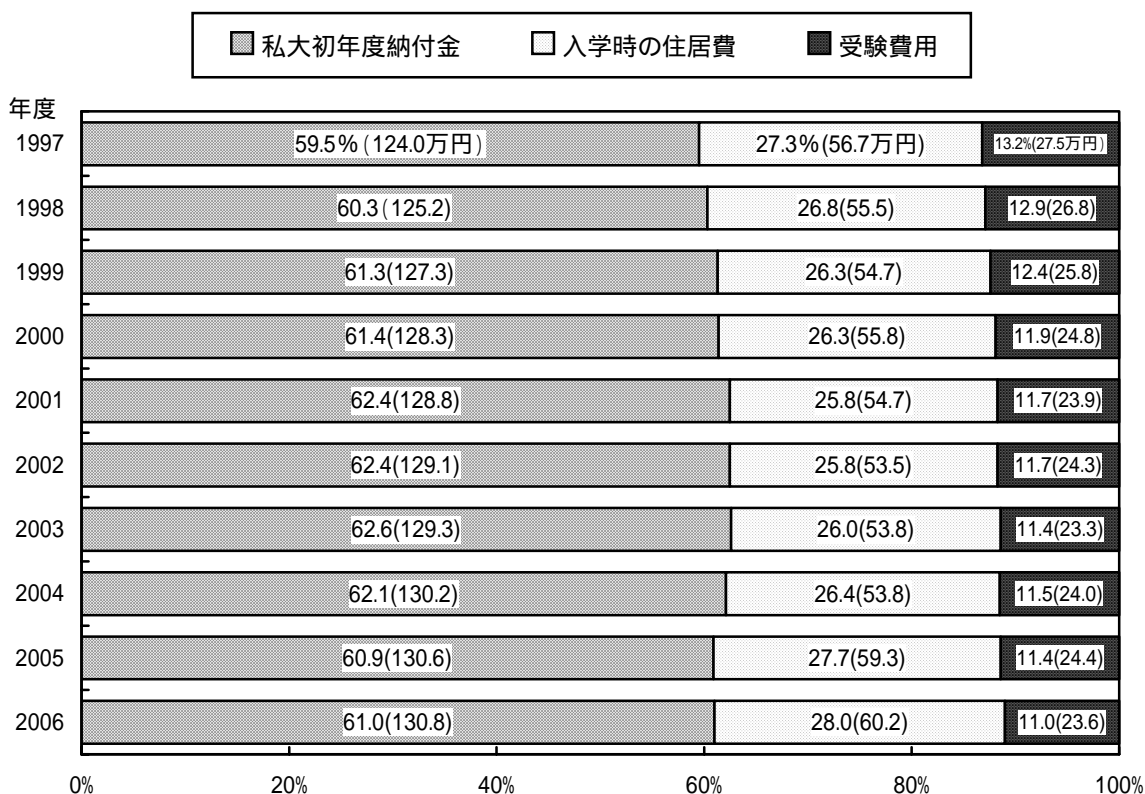 私大初年度納付金 入学時の住居費 受験費用
年度
1997 59.5%(124.0万円) 27.3%(56.7万円) 13.2%(27.5万円)
1998 60.3(125.2) 26.8(55.5) 12.9(26.8)
1999 61.3(127.3) 26.3(54.7) 12.4(25.8)
2000 61.4(128.3) 26.3(55.8) 11.9(24.8)
2001 62.4(128.8) 25.8(54.7) 11.7(23.9)
2002 62.4(129.1) 25.8(53.5) 11.7(24.3)
2003 62.6(129.3) 26.0(53.8) 11.4(23.3)
2004 62.1(130.2) 26.4(53.8) 11.5(24.0)
2005 60.9(130.6) 27.7(59.3) 11.4(24.4)
2006 61.0(130.8) 28.0(60.2) 11.0(23.6)
0% 20% 40% 60% 80% 100%